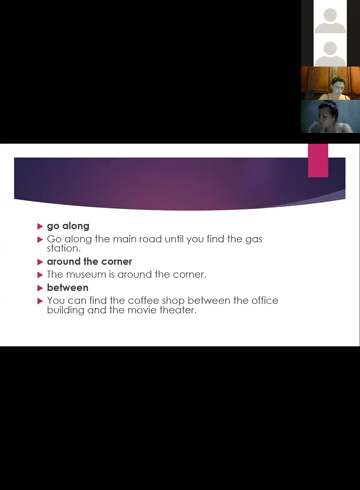 go along
Go along the main road until you find the gas
station.
around the corner
The museum is around the corner.
between
You can find the coffee shop between the office
building and the movie theater.